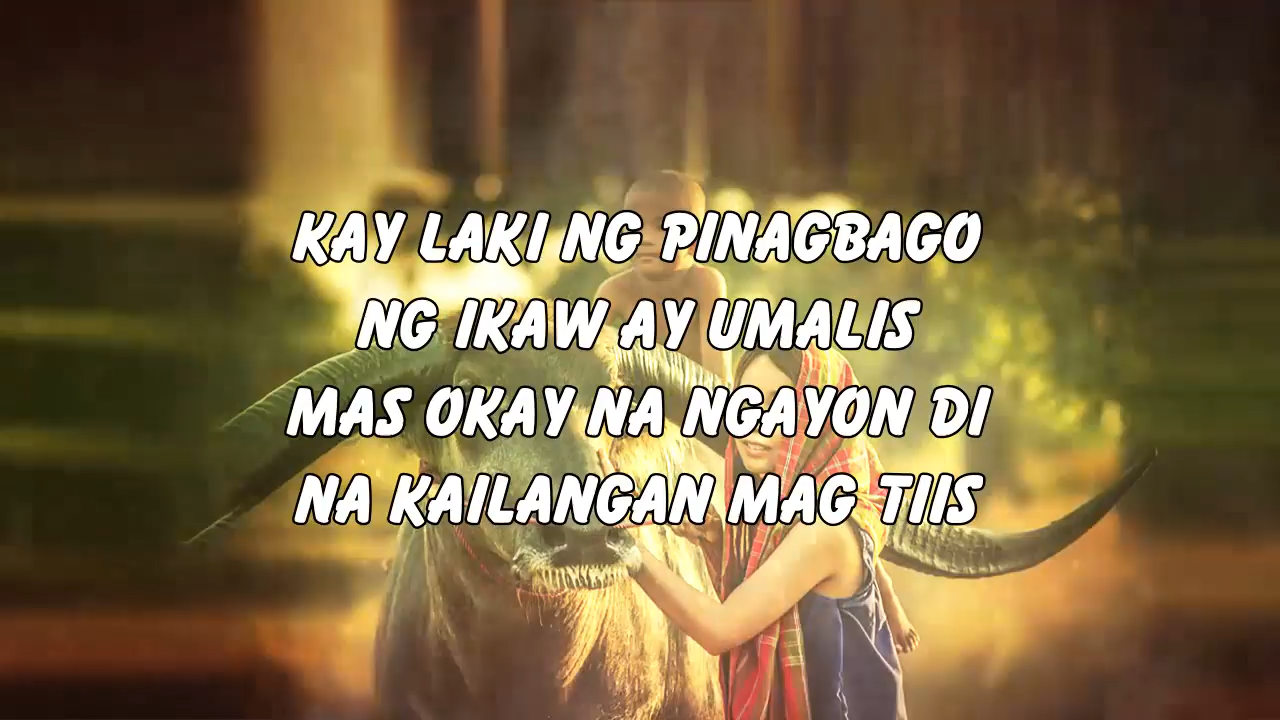 KAY LAKI NG PINAGBAGO
NG IKAW AY UMALIS
MAS OKAY NA NGAYON DI
NA KAILANGAN MAG TIIS